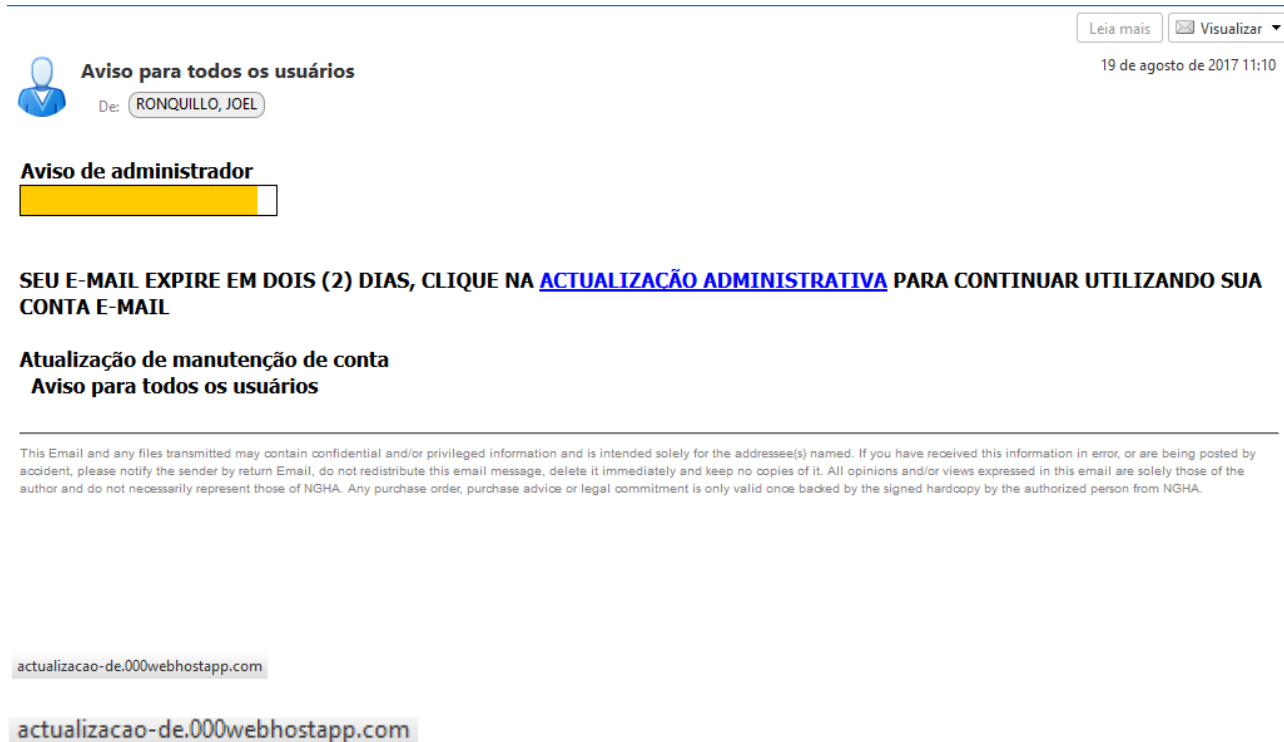 Leia mais Visualizar
Aviso para todos os usuários 19 de agosto de 2017 11:10
De: RONQUILLO, JOEL
Aviso de administrador
SEU E-MAIL EXPIRE EM DOIS (2) DIAS, CLIQUE NA ACTUALIZAÇÃO ADMINISTRATIVA PARA CONTINUAR UTILIZANDO SUA
CONTA E-MAIL
Atualização de manutenção de conta
Aviso para todos os usuários
This Email and any files transmitted may contain confidential and/or privileged information and is intended solely for the addressee(s) named. If you have received this information in error, or are being posted by
accident, please notify the sender by return Email, do not redistribute this email message, delete it immediately and keep no copies of it. All opinions and/or views expressed in this email are solely those of the
author and do not necessarily represent those of NGHA. Any purchase order, purchase advice or legal commitment is only valid once backed by the signed hardcopy by the authorized person from NGHA.
actualizacao-de.000webhostapp.com
actualizacao-de.000webhostapp.com